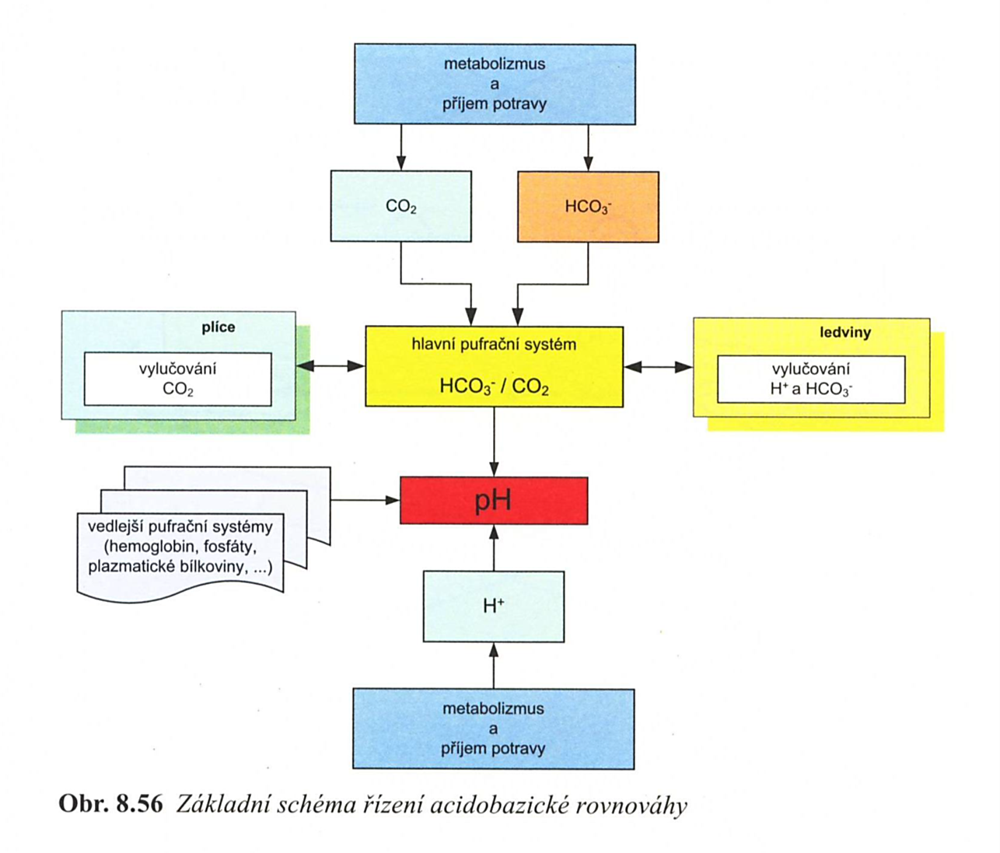 metabolizmus
a
příjem potravy
CO₂
HCO₃⁻
plíce
vylučování
CO₂
hlavní pufrační systém
HCO₃⁻ / CO₂
ledviny
vylučování
H⁺ a HCO₃⁻
vedlejší pufrační systémy
(hemoglobin, fosfáty,
plazmatické bílkoviny, ...)
pH
H⁺
metabolizmus
a
příjem potravy
Obr. 8.56 Základní schéma řízení acidobazické rovnováhy